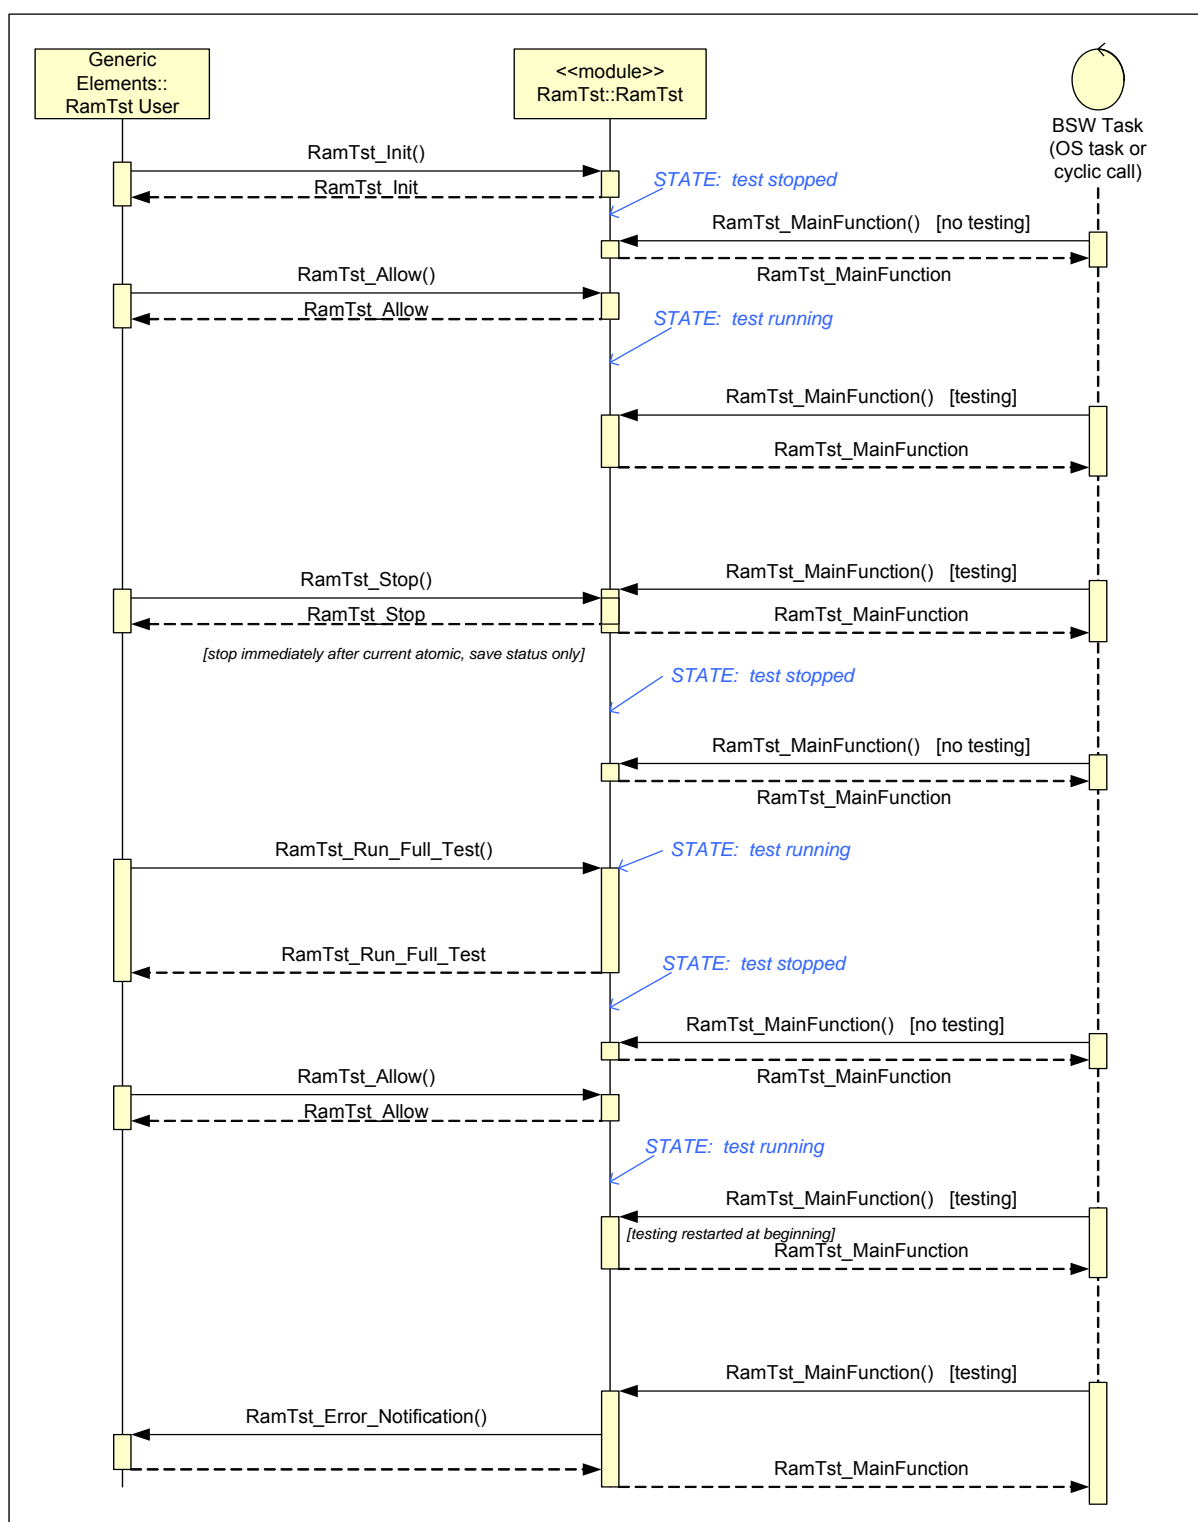 Generic
Elements::
RamTst User
<<module>>
RamTst::RamTst
BSW Task
(OS task or
cyclic call)
RamTst_Init()
RamTst_Init
STATE: test stopped
RamTst_MainFunction() [no testing]
RamTst_MainFunction
RamTst_Allow()
RamTst_Allow
STATE: test running
RamTst_MainFunction() [testing]
RamTst_MainFunction
RamTst_MainFunction() [testing]
RamTst_Stop()
RamTst_Stop
RamTst_MainFunction
[stop immediately after current atomic, save status only]
STATE: test stopped
RamTst_MainFunction() [no testing]
RamTst_MainFunction
RamTst_Run_Full_Test()
STATE: test running
RamTst_Run_Full_Test
STATE: test stopped
RamTst_MainFunction() [no testing]
RamTst_MainFunction
RamTst_Allow()
RamTst_Allow
STATE: test running
RamTst_MainFunction() [testing]
[testing restarted at beginning]
RamTst_MainFunction
RamTst_MainFunction() [testing]
RamTst_Error_Notification()
RamTst_MainFunction